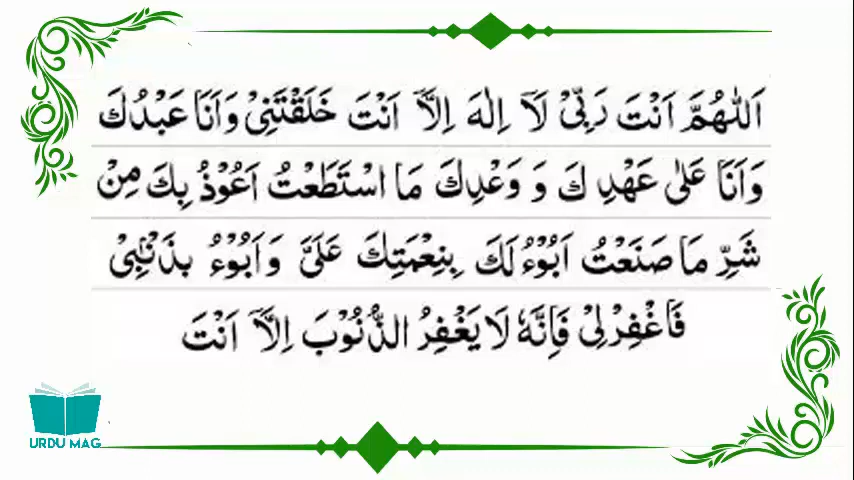 اَللّٰهُمَّ اَنْتَ رَبِّىْ لَآ اِلٰهَ اِلَّآ اَنْتَ خَلَقْتَنِىْ وَاَنَا عَبْدُكَ
وَاَنَا عَلٰى عَهْدِ كَ وَ وَعْدِكَ مَا اسْتَطَعْتُ اَعُوْذُ بِكَ مِنْ
شَرِّ مَا صَنَعْتُ اَبُوْءُ لَكَ بِنِعْمَتِكَ عَلَىَّ وَاَبُوْءُ بِذَنْۢبِىْ
فَاغْفِرْلِىْ فَاِنَّهٗ لَا يَغْفِرُ الذُّنُوْبَ اِلَّآ اَنْتَ
URDU MAG